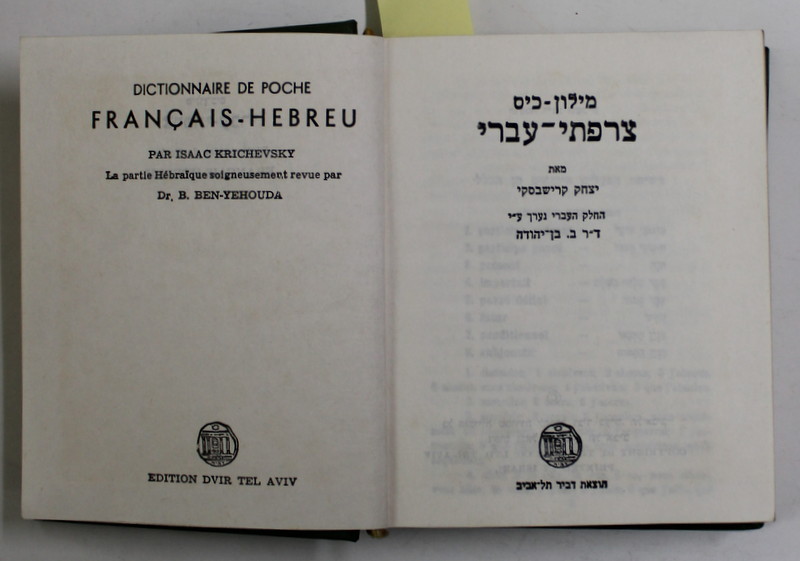 DICTIONNAIRE DE POCHE
FRANÇAIS-HEBREU
PAR ISAAC KRICHEVSKY
La partie Hébraïque soigneusement revue par
Dr. B. BEN-YEHOUDA
EDITION DVIR TEL AVIV
מילון-כיס
צרפתי-עברי
מאת
יצחק קרישבסקי
החלק העברי נערך ע״י
ד״ר ב. בן־יהודה
הוצאת דביר תל־אביב